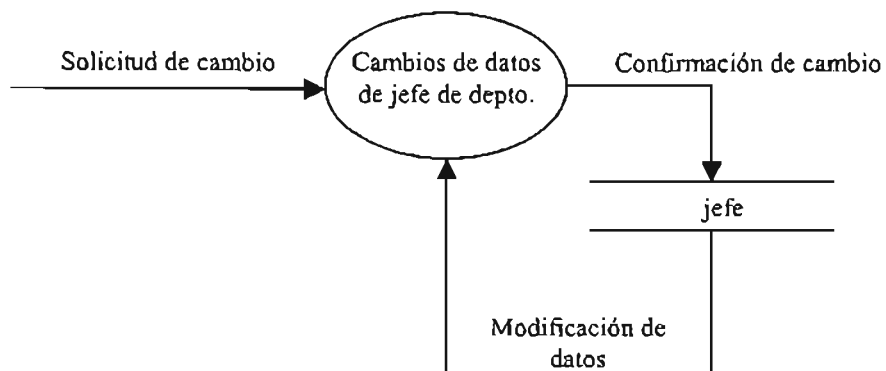 Solicitud de cambio
Cambios de datos
de jefe de depto.
Confirmación de cambio
jefe
Modificación de
datos